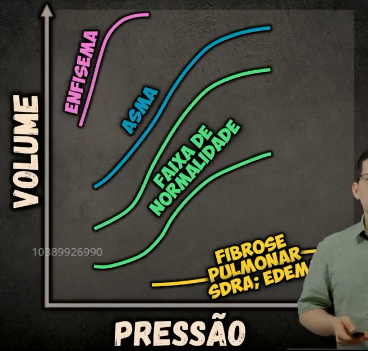 ENFISEMA
ASMA
VOLUME
FAIXA DE
NORMALIDADE
10389926990
FIBROSE
PULMONAR
SDRA; EDEM
PRESSÃO